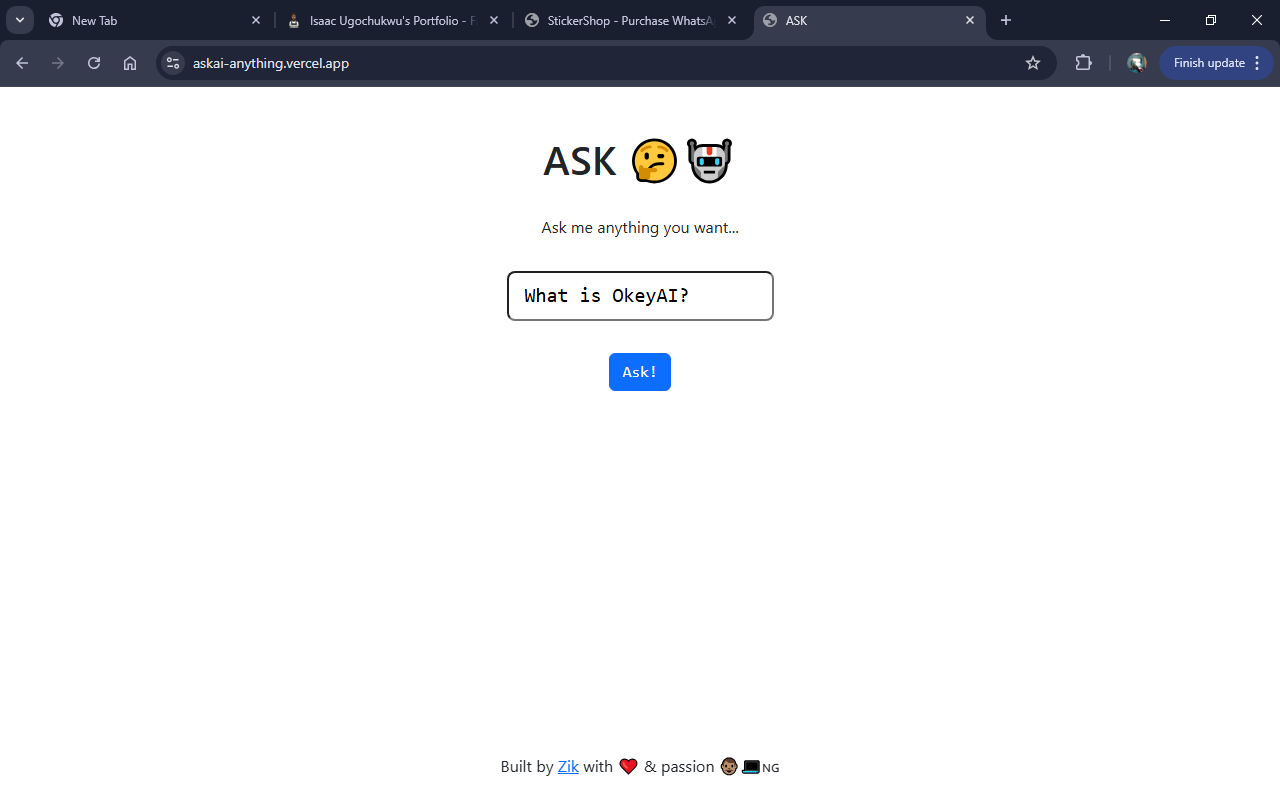 New Tab
Isaac Ugochukwu's Portfolio - F
StickerShop - Purchase WhatsA
ASK
askai-anything.vercel.app
Finish update
ASK 🤔🤖
Ask me anything you want...
What is OkeyAI?
Ask!
Built by Zik with ❤️ & passion 👨🏽‍💻 NG